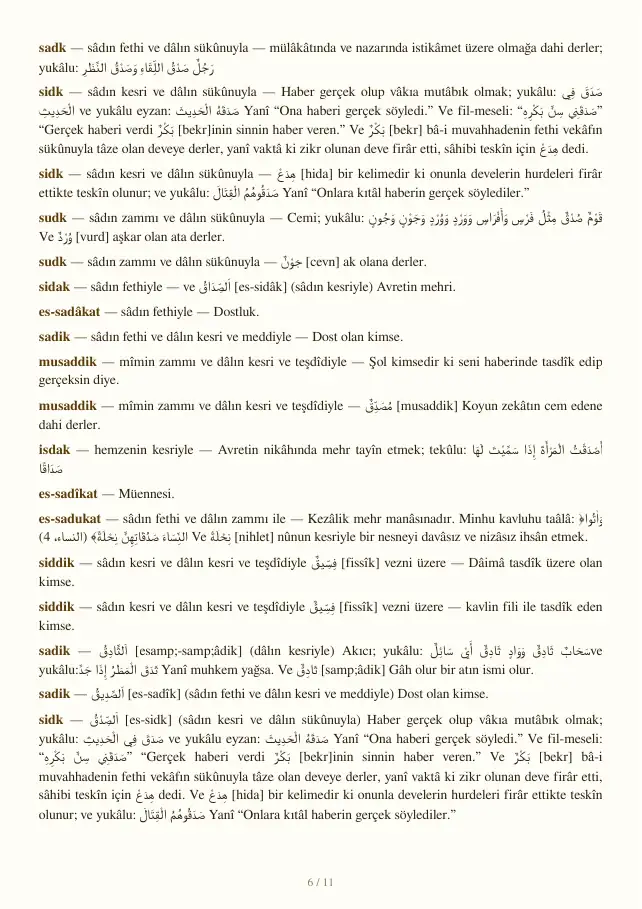 sadk — sâdın fethi ve dâlın sükûnuyla — mülâkâtında ve nazarında istikâmet üzere olmağa dahi derler;
yukâlu: رَجُلٌ صَدْقُ اللِّقَاءِ وَصَدْقُ النَّظَرِ
sidk — sâdın kesri ve dâlın sükûnuyla — Haber gerçek olup vâkıa mutâbık olmak; yukâlu: صَدَقَ فِي
الْحَدِيثِ ve yukâlu eyzan: صَدَقَهُ الْحَدِيثَ Yanî “Ona haberi gerçek söyledi.” Ve fil-meseli: “صَدَقَنِي سِنُّ بَكْرِهِ”
“Gerçek haberi verdi بَكْرٌ [bekr]inin sinnin haber veren.” Ve بَكْرٌ [bekr] bâ-i muvahhadenin fethi vekâfın
sükûnuyla tâze olan deveye derler, yanî vaktâ ki zikr olunan deve firâr etti, sâhibi teskîn için هِدَعْ dedi.
sidk — sâdın kesri ve dâlın sükûnuyla — هِدَعْ [hida] bir kelimedir ki onunla develerin hurdeleri firâr
ettikte teskîn olunur; ve yukâlu: صَدَقُوهُمُ الْقِتَالَ Yanî “Onlara kıtâl haberin gerçek söylediler.”
sudk — sâdın zammı ve dâlın sükûnuyla — Cemi; yukâlu: قَوْمٌ صُدْقٌ مِثْلُ فَرَسٍ وَأَفْرَاسٍ وَوَرْدٍ وَوُرْدٍ وَجَوْنٍ وَجُونٍ
Ve وُرْدٌ [vurd] aşkar olan ata derler.
sudk — sâdın zammı ve dâlın sükûnuyla — جَوْنٌ [cevn] ak olana derler.
sidak — sâdın fethiyle — ve اَلصِّدَاقُ [es-sidâk] (sâdın kesriyle) Avretin mehri.
es-sadâkat — sâdın fethiyle — Dostluk.
sadik — sâdın fethi ve dâlın kesri ve meddiyle — Dost olan kimse.
musaddik — mîmin zammı ve dâlın kesri ve teşdîdiyle — Şol kimsedir ki seni haberinde tasdîk edip
gerçeksin diye.
musaddik — mîmin zammı ve dâlın kesri ve teşdîdiyle — مُصَدِّقٌ [musaddik] Koyun zekâtın cem edene
dahi derler.
isdak — hemzenin kesriyle — Avretin nikâhında mehr tayîn etmek; tekûlu: أَصْدَقْتُ الْمَرْأَةَ إِذَا سَمَّيْتَ لَهَا
صَدَاقًا
es-sadîkat — Müennesi.
es-sadukat — sâdın fethi ve dâlın zammı ile — Kezâlik mehr manâsınadır. Minhu kavluhu taâlâ: ﴿وَاٰتُوا
النِّسَاءَ صَدُقَاتِهِنَّ نِحْلَةً﴾ (النساء، 4) Ve نِحْلَةً [nihlet] nûnun kesriyle bir nesneyi davâsız ve nizâsız ihsân etmek.
siddik — sâdın kesri ve dâlın kesri ve teşdîdiyle فِسِّيقٌ [fissîk] vezni üzere — Dâimâ tasdîk üzere olan
kimse.
siddik — sâdın kesri ve dâlın kesri ve teşdîdiyle فِسِّيقٌ [fissîk] vezni üzere — kavlin fili ile tasdîk eden
kimse.
sadik — اَلثَّادِقُ [esamp;-samp;âdik] (dâlın kesriyle) Akıcı; yukâlu: سَحَابٌ ثَادِقٌ وَوَادٍ ثَادِقٌ أَيْ سَائِلٌve
yukâlu:ثَدَقَ الْمَطَرُ إِذَا جَدَّ Yanî muhkem yağsa. Ve ثَادِقٌ [samp;âdik] Gâh olur bir atın ismi olur.
sadik — اَلصَّدِيقُ [es-sadîk] (sâdın fethi ve dâlın kesri ve meddiyle) Dost olan kimse.
sidk — اَلصِّدْقُ [es-sidk] (sâdın kesri ve dâlın sükûnuyla) Haber gerçek olup vâkıa mutâbık olmak;
yukâlu: صَدَقَ فِي الْحَدِيثِ ve yukâlu eyzan: صَدَقَهُ الْحَدِيثَ Yanî “Ona haberi gerçek söyledi.” Ve fil-meseli:
“صَدَقَنِي سِنُّ بَكْرِهِ” “Gerçek haberi verdi بَكْرٌ [bekr]inin sinnin haber veren.” Ve بَكْرٌ [bekr] bâ-i
muvahhadenin fethi vekâfın sükûnuyla tâze olan deveye derler, yanî vaktâ ki zikr olunan deve firâr etti,
sâhibi teskîn için هِدَعْ dedi. Ve هِدَعْ [hida] bir kelimedir ki onunla develerin hurdeleri firâr ettikte teskîn
olunur; ve yukâlu: صَدَقُوهُمُ الْقِتَالَ Yanî “Onlara kıtâl haberin gerçek söylediler.”
6 / 11